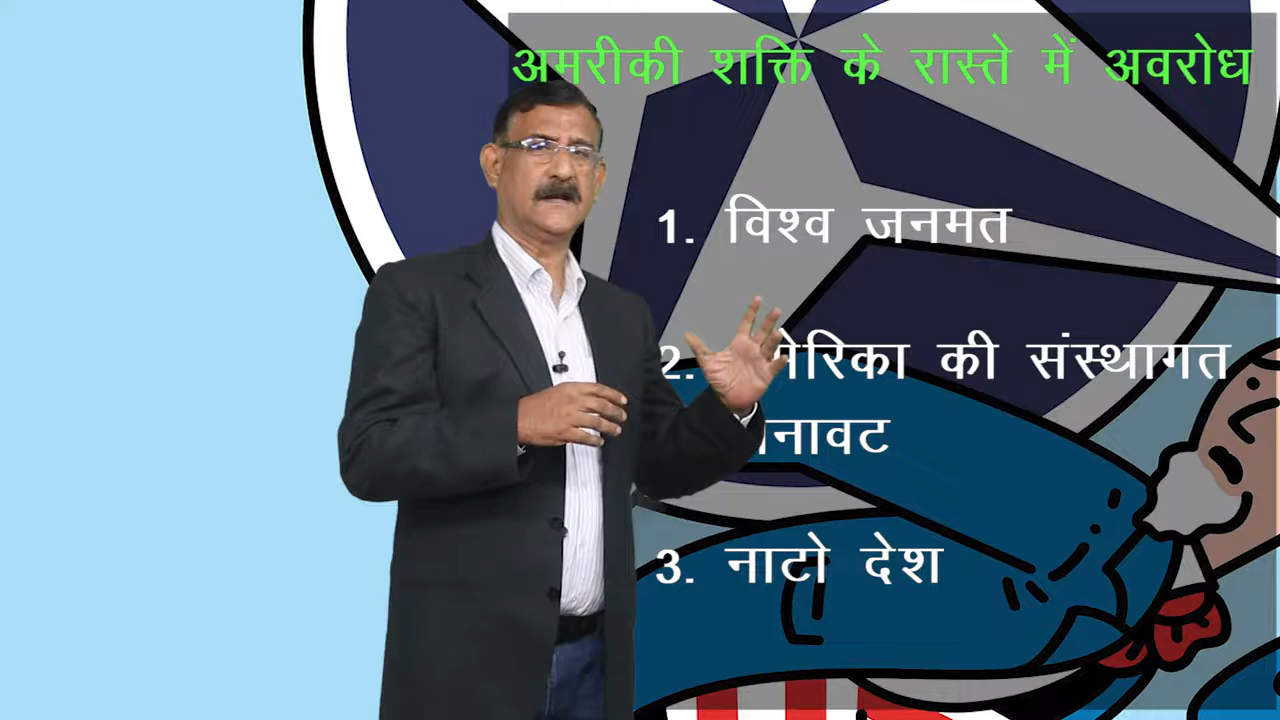 अमरीकी शक्ति के रास्ते में अवरोध
1. विश्व जनमत
2. की संस्थागत
3. नाटो देश